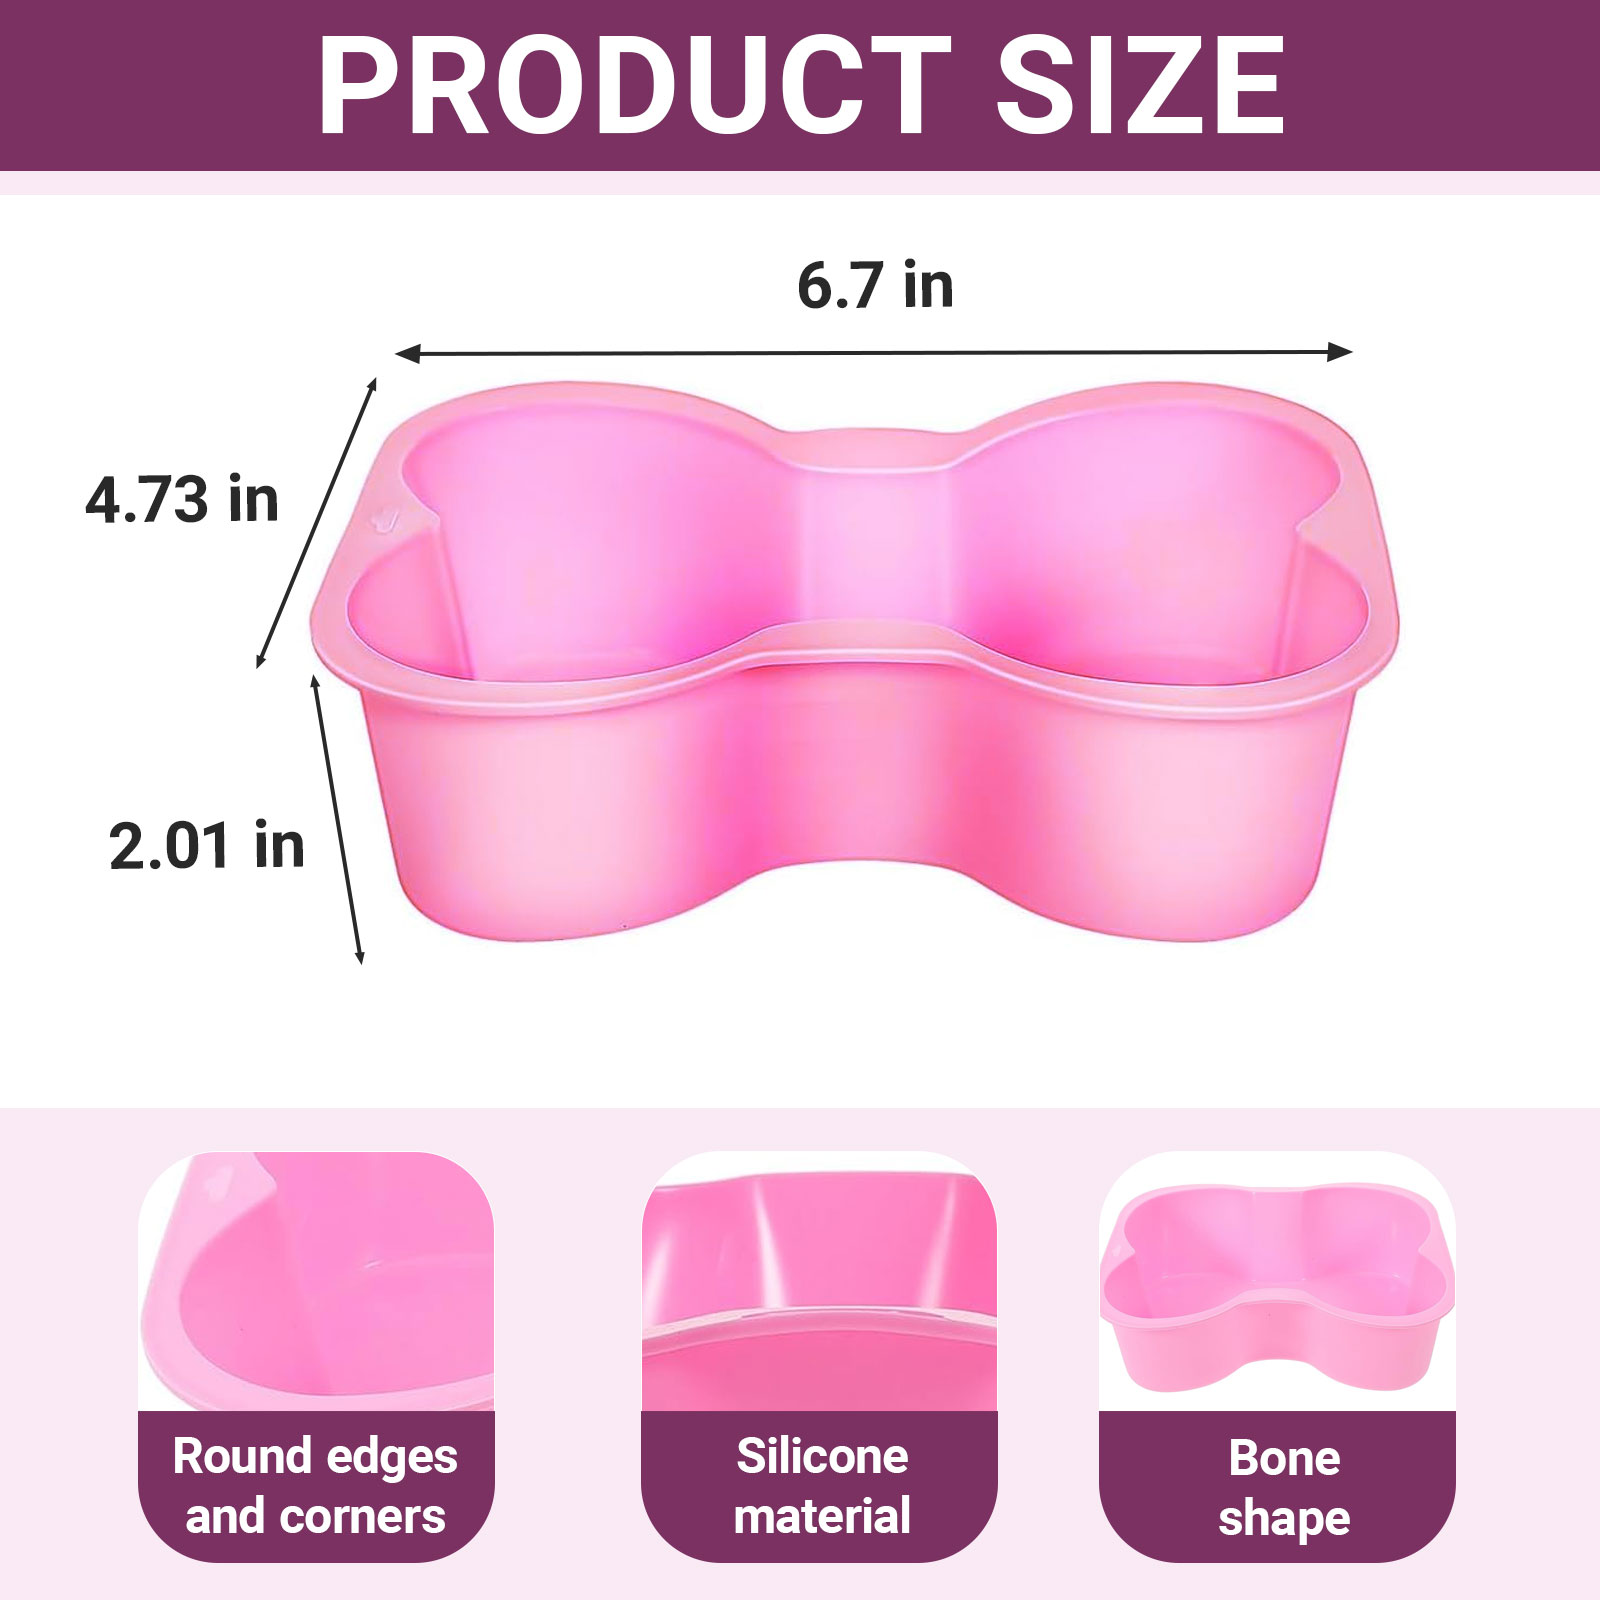 PRODUCT SIZE
6.7 in
4.73 in
2.01 in
Round edges
and corners
Silicone
material
Bone
shape